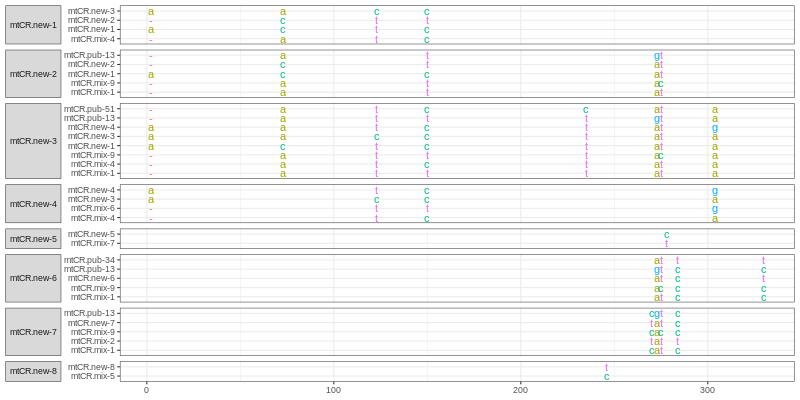 mtCR.new-1
mtCR.new-3 a a c c
mtCR.new-2 - c t t
mtCR.new-1 a c t c
mtCR.mix-4 - a t c
mtCR.new-2
mtCR.pub-13 - a t gt
mtCR.new-2 - c t at
mtCR.new-1 a c c at
mtCR.mix-9 - a t ac
mtCR.mix-1 - a t at
mtCR.new-3
mtCR.pub-51 - a t c c at a
mtCR.pub-13 - a t t t gt a
mtCR.new-4 a a t c t at g
mtCR.new-3 a a c c t at a
mtCR.new-1 a c t c t at a
mtCR.mix-9 - a t t t ac a
mtCR.mix-4 - a t c t at a
mtCR.mix-1 - a t t t at a
mtCR.new-4
mtCR.new-4 a t c g
mtCR.new-3 a c c a
mtCR.mix-6 - t t g
mtCR.mix-4 - t c a
mtCR.new-5
mtCR.new-5 c
mtCR.mix-7 t
mtCR.new-6
mtCR.pub-34 at t t
mtCR.pub-13 gt c c
mtCR.new-6 at c t
mtCR.mix-9 ac c c
mtCR.mix-1 at c c
mtCR.new-7
mtCR.pub-13 cgt c
mtCR.new-7 tat c
mtCR.mix-9 cac c
mtCR.mix-2 tat t
mtCR.mix-1 cat c
mtCR.new-8
mtCR.new-8 t
mtCR.mix-5 c
0 100 200 300